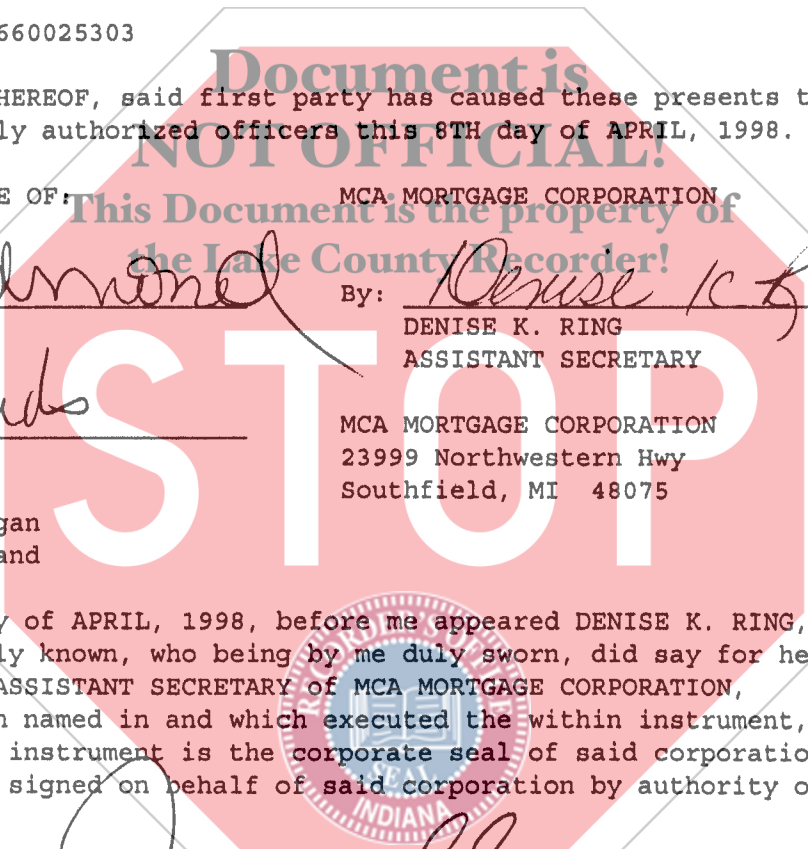 660025303
Document is
HEREOF, said first party has caused these presents t
ly authorized officers this 8TH day of APRIL, 1998.
NOT OFFICIAL!
E OF: MCA MORTGAGE CORPORATION
This Document is the property of
the Lake County Recorder!
By: Denise K
DENISE K. RING
ASSISTANT SECRETARY
STOP
MCA MORTGAGE CORPORATION
23999 Northwestern Hwy
Southfield, MI 48075
gan
and
y of APRIL, 1998, before me appeared DENISE K. RING,
ly known, who being by me duly sworn, did say for he
ASSISTANT SECRETARY of MCA MORTGAGE CORPORATION,
n named in and which executed the within instrument,
instrument is the corporate seal of said corporatio
signed on behalf of said corporation by authority o
RECORDER'S OFFICE
SEAL
INDIANA